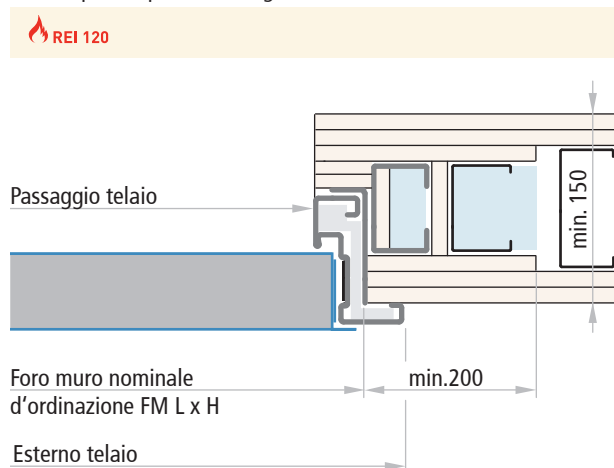 REI 120
Passaggio telaio
min. 150
Foro muro nominale
d‘ordinazione FM L x H
min.200
Esterno telaio